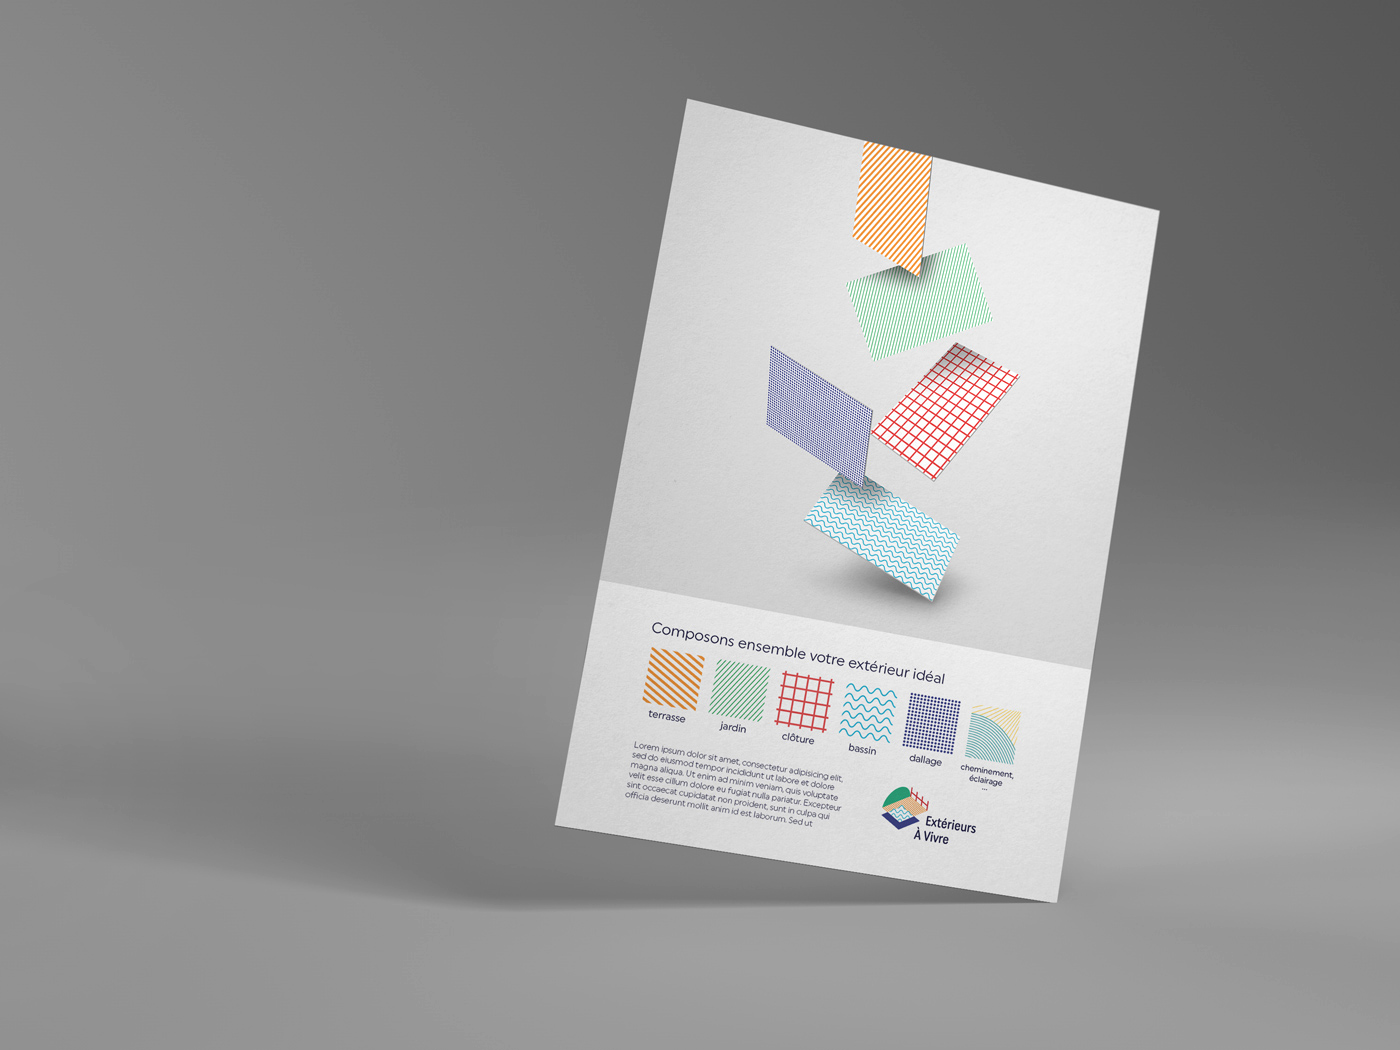 Composons ensemble votre extérieur idéal
terrasse
jardin
clôture
bassin
dallage
cheminement,
éclairage
...
Lorem ipsum dolor sit amet, consectetur adipisicing elit,
sed do eiusmod tempor incididunt ut labore et dolore
magna aliqua. Ut enim ad minim veniam, quis voluptate
velit esse cillum dolore eu fugiat nulla pariatur. Excepteur
sint occaecat cupidatat non proident, sunt in culpa qui
officia deserunt mollit anim id est laborum. Sed ut
Extérieurs
À Vivre